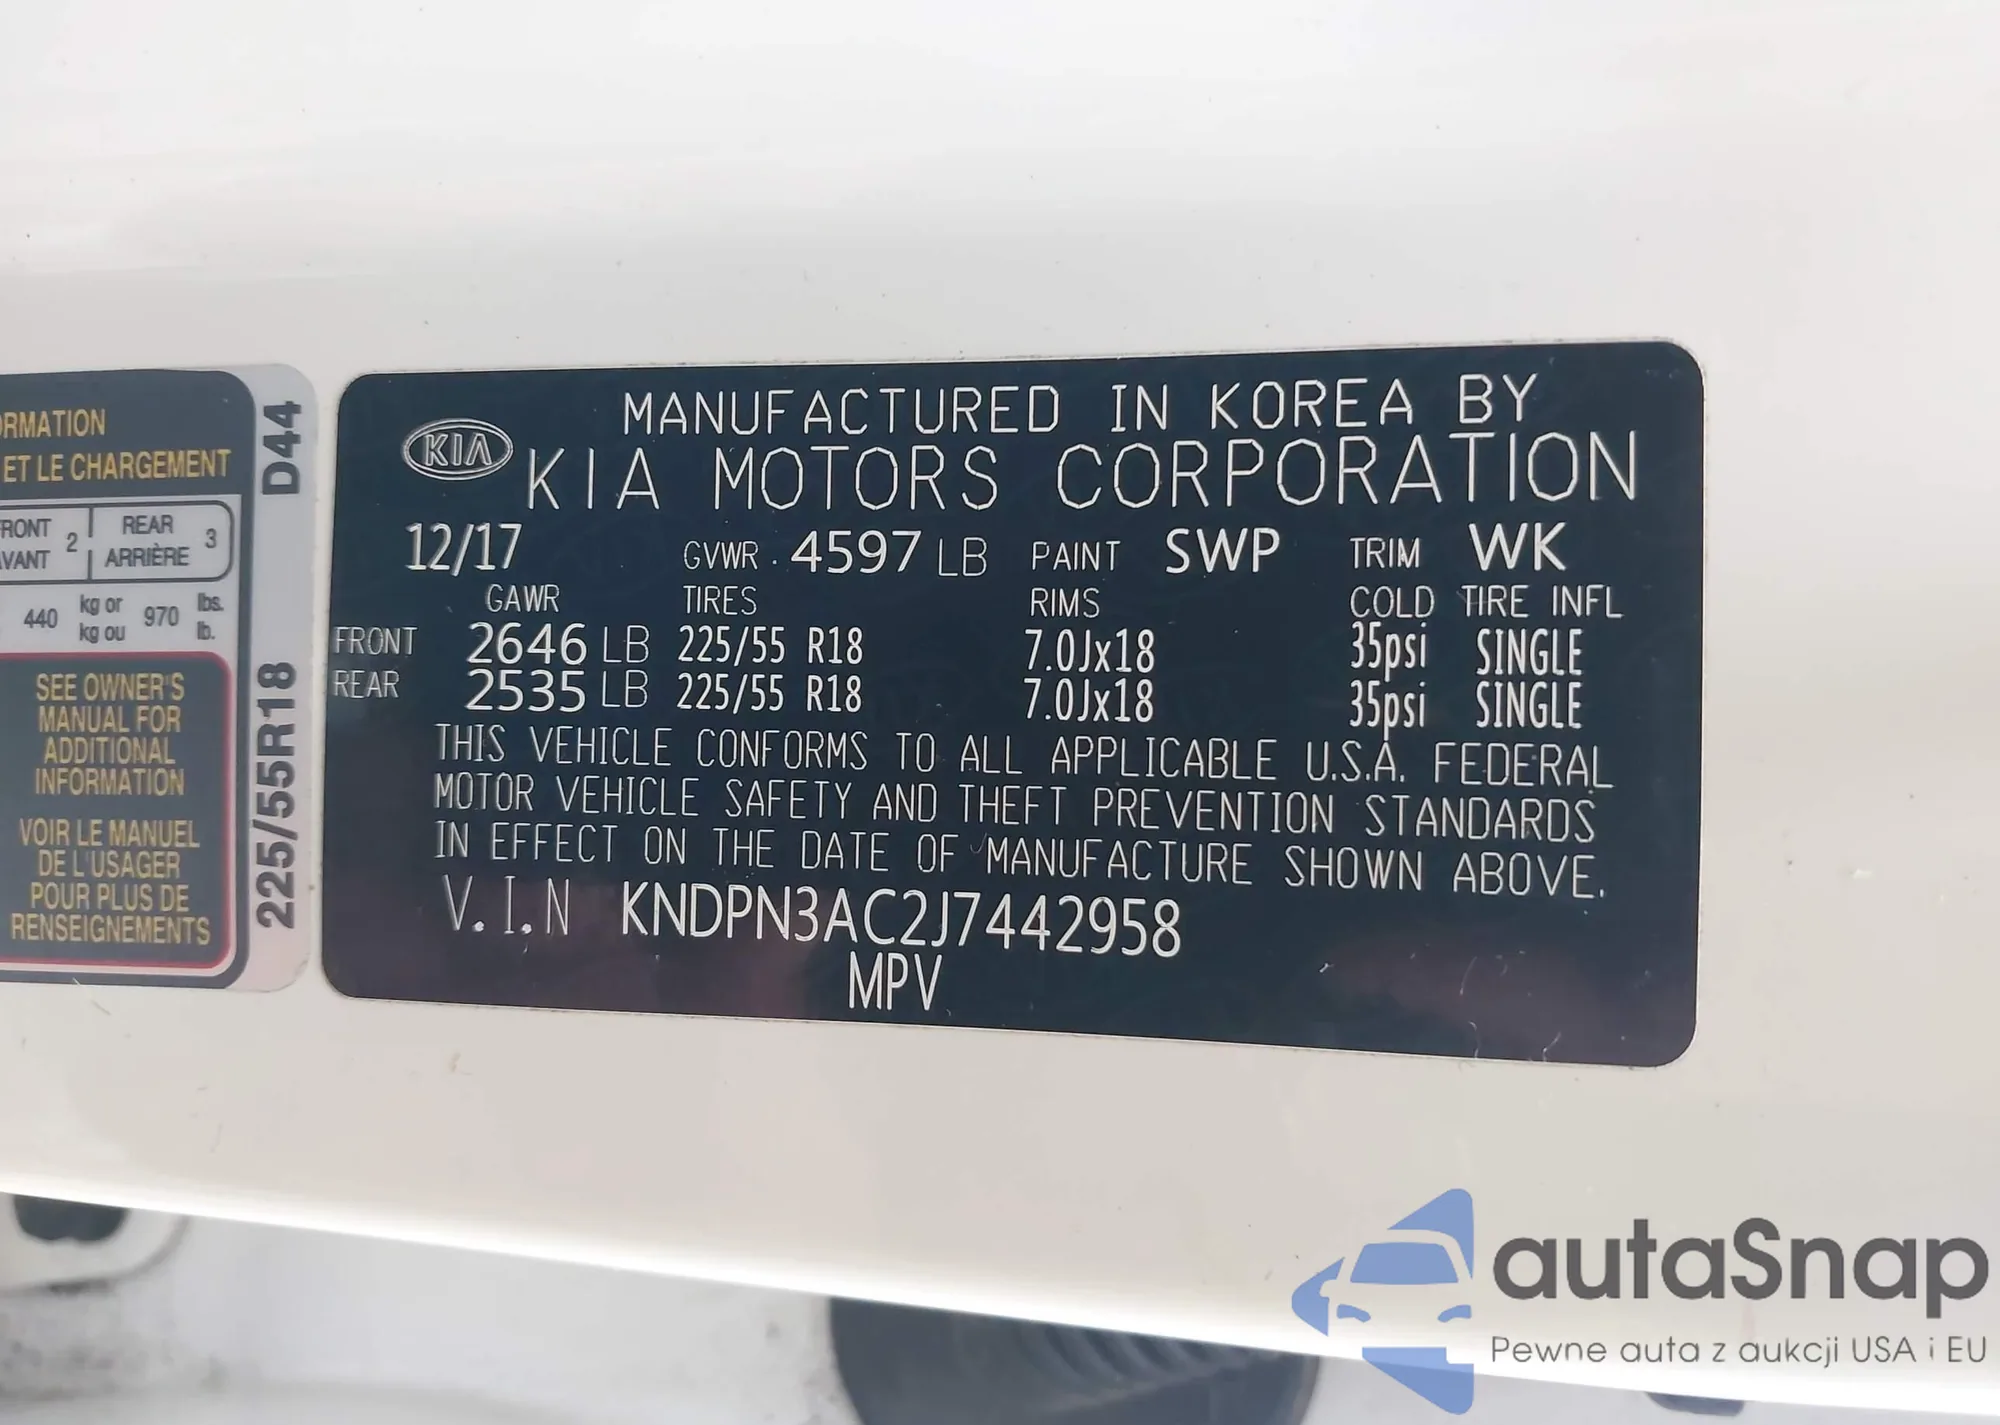 ORMATION
ET LE CHARGEMENT
FRONT 2 REAR 3
AVANT ARRIÈRE
440 kg or 970 lbs.
kg ou lb.
SEE OWNER'S
MANUAL FOR
ADDITIONAL
INFORMATION
VOIR LE MANUEL
DE L'USAGER
POUR PLUS DE
RENSEIGNEMENTS
225/55R18 D44
MANUFACTURED IN KOREA BY
KIA KIA MOTORS CORPORATION
12/17 GVWR. 4597 LB PAINT SWP TRIM WK
GAWR TIRES RIMS COLD TIRE INFL
FRONT 2646 LB 225/55 R18 7.0Jx18 35psi SINGLE
REAR 2535 LB 225/55 R18 7.0Jx18 35psi SINGLE
THIS VEHICLE CONFORMS TO ALL APPLICABLE U.S.A. FEDERAL
MOTOR VEHICLE SAFETY AND THEFT PREVENTION STANDARDS
IN EFFECT ON THE DATE OF MANUFACTURE SHOWN ABOVE.
V.I.N KNDPN3AC2J7442958
MPV
autaSnap
Pewne auta z aukcji USA i EU